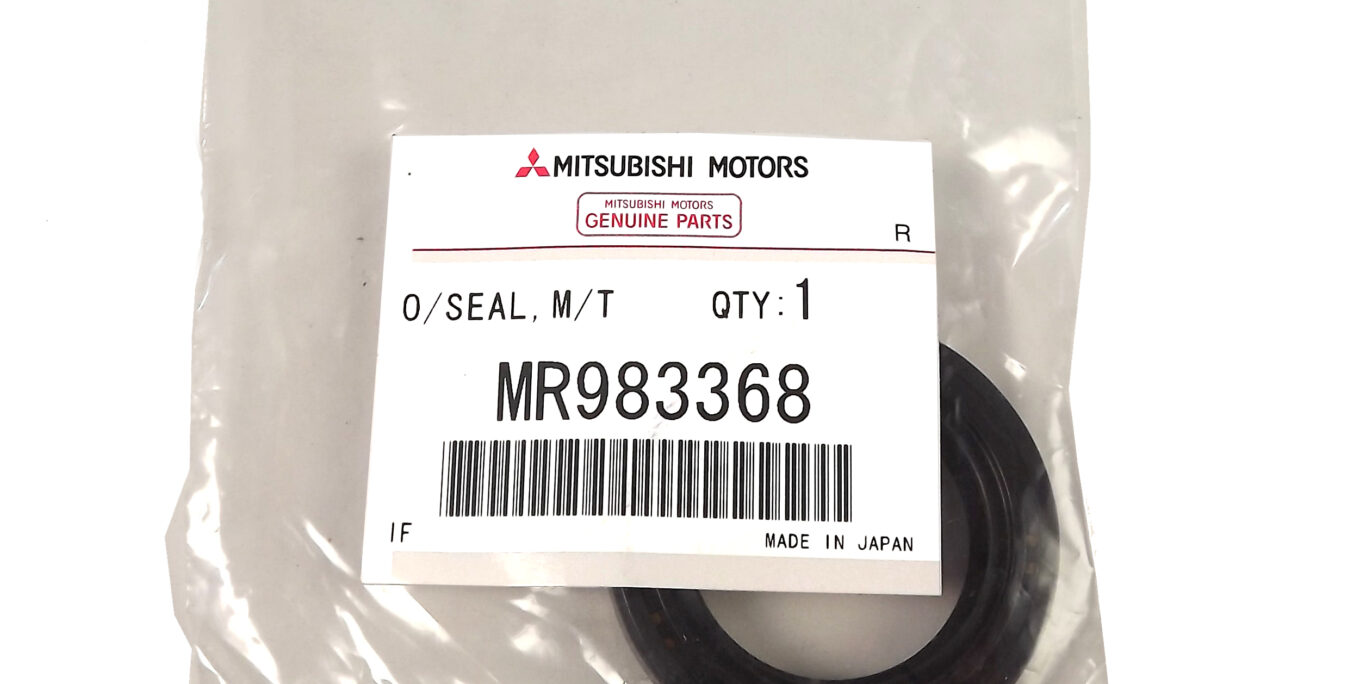 MITSUBISHI MOTORS
MITSUBISHI MOTORS
GENUINE PARTS
R
O/SEAL, M/T QTY:1
MR983368
IF
MADE IN JAPAN